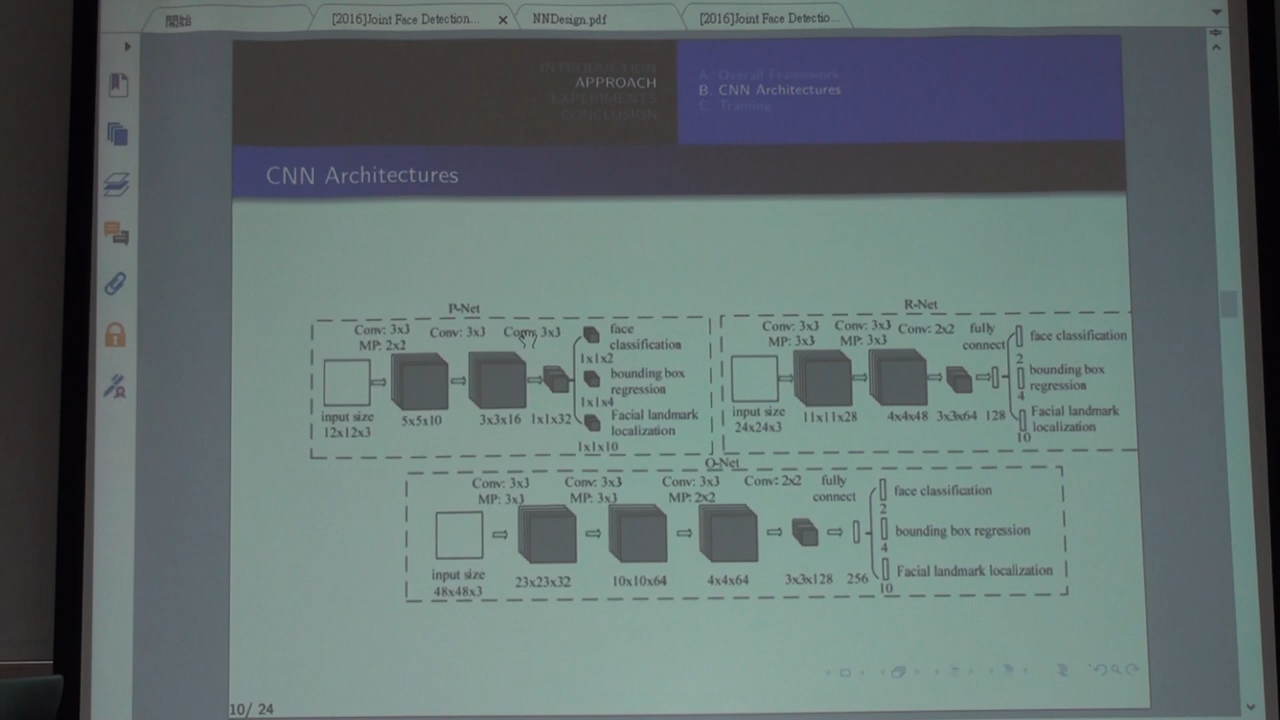 開始
[2016]Joint Face Detection...
NNDesign.pdf
[2016]Joint Face Detectio...
INTRODUCTION
APPROACH
EXPERIMENTS
CONCLUSION
A. Overall Framework
B. CNN Architectures
C. Training
CNN Architectures
P-Net
Conv: 3x3
MP: 2x2
Conv: 3x3
Conv: 3x3
face
classification
1x1x2
bounding box
regression
1x1x4
Facial landmark
localization
1x1x10
input size
12x12x3
5x5x10
3x3x16
1x1x32
R-Net
Conv: 3x3
MP: 3x3
Conv: 3x3
MP: 3x3
Conv: 2x2
fully
connect
face classification
2
bounding box
regression
4
Facial landmark
localization
10
input size
24x24x3
11x11x28
4x4x48
3x3x64
128
O-Net
Conv: 3x3
MP: 3x3
Conv: 3x3
MP: 3x3
Conv: 3x3
MP: 2x2
Conv: 2x2
fully
connect
face classification
2
bounding box regression
4
Facial landmark localization
10
input size
48x48x3
23x23x32
10x10x64
4x4x64
3x3x128
256
10/ 24